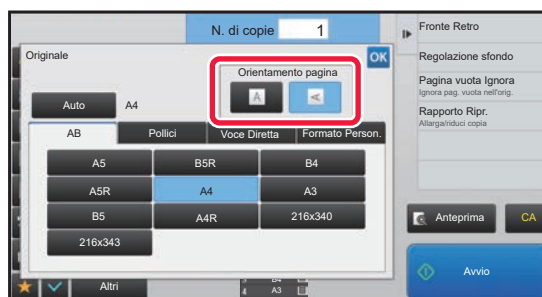 N. di copie 1
Originale
OK
Orientamento pagina
A A
Auto A4
AB Pollici Voce Diretta Formato Person.
A5 B5R B4
A5R A4 A3
B5 A4R 216x340
216x343
Altri
4 A3
Fronte Retro
Regolazione sfondo
Pagina vuota Ignora
Ignora pag. vuota nell'orig.
Rapporto Ripr.
Allarga/riduci copia
Anteprima CA
Avvio